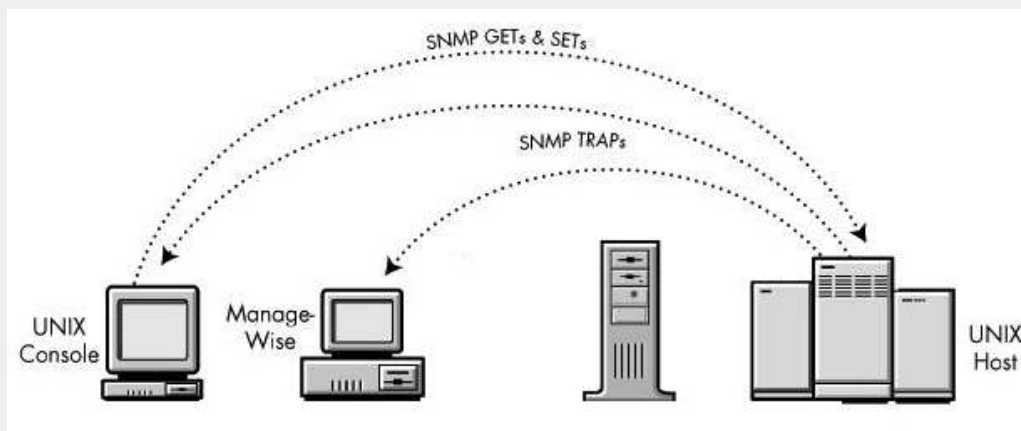 SNMP GETs & SETs
SNMP TRAPs
UNIX
Console
Manage-
Wise
UNIX
Host